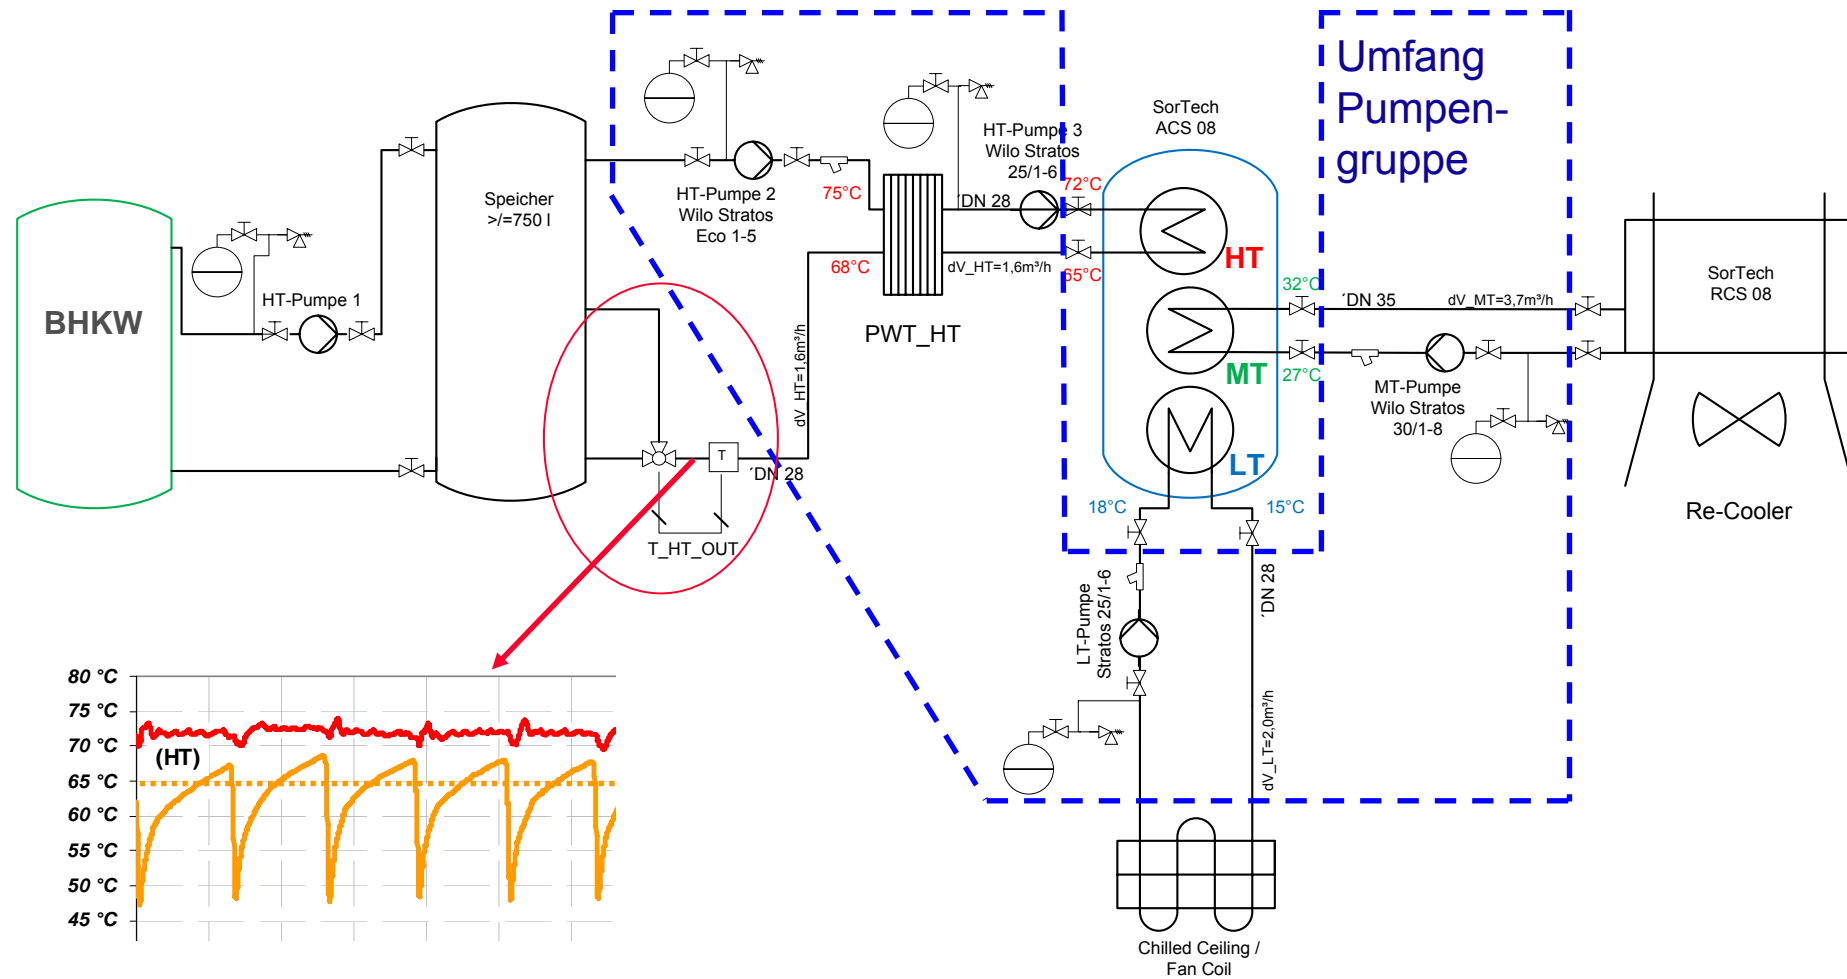 Umfang
Pumpen-
gruppe
SorTech
ACS 08
HT-Pumpe 3
Wilo Stratos
25/1-6
72°C
Speicher
>/=750 l
HT-Pumpe 2
Wilo Stratos
Eco 1-5
75°C
´DN 28
HT
68°C
dV_HT=1,6m³/h
65°C
SorTech
RCS 08
32°C
´DN 35
dV_MT=3,7m³/h
BHKW
HT-Pumpe 1
PWT_HT
dV_HT=1,6m³/h
MT
27°C
MT-Pumpe
Wilo Stratos
30/1-8
T
´DN 28
LT
18°C
15°C
Re-Cooler
T_HT_OUT
LT-Pumpe
Stratos 25/1-6
´DN 28
dV_LT=2,0m³/h
80 °C
75 °C
70 °C
(HT)
65 °C
60 °C
55 °C
50 °C
45 °C
Chilled Ceiling /
Fan Coil